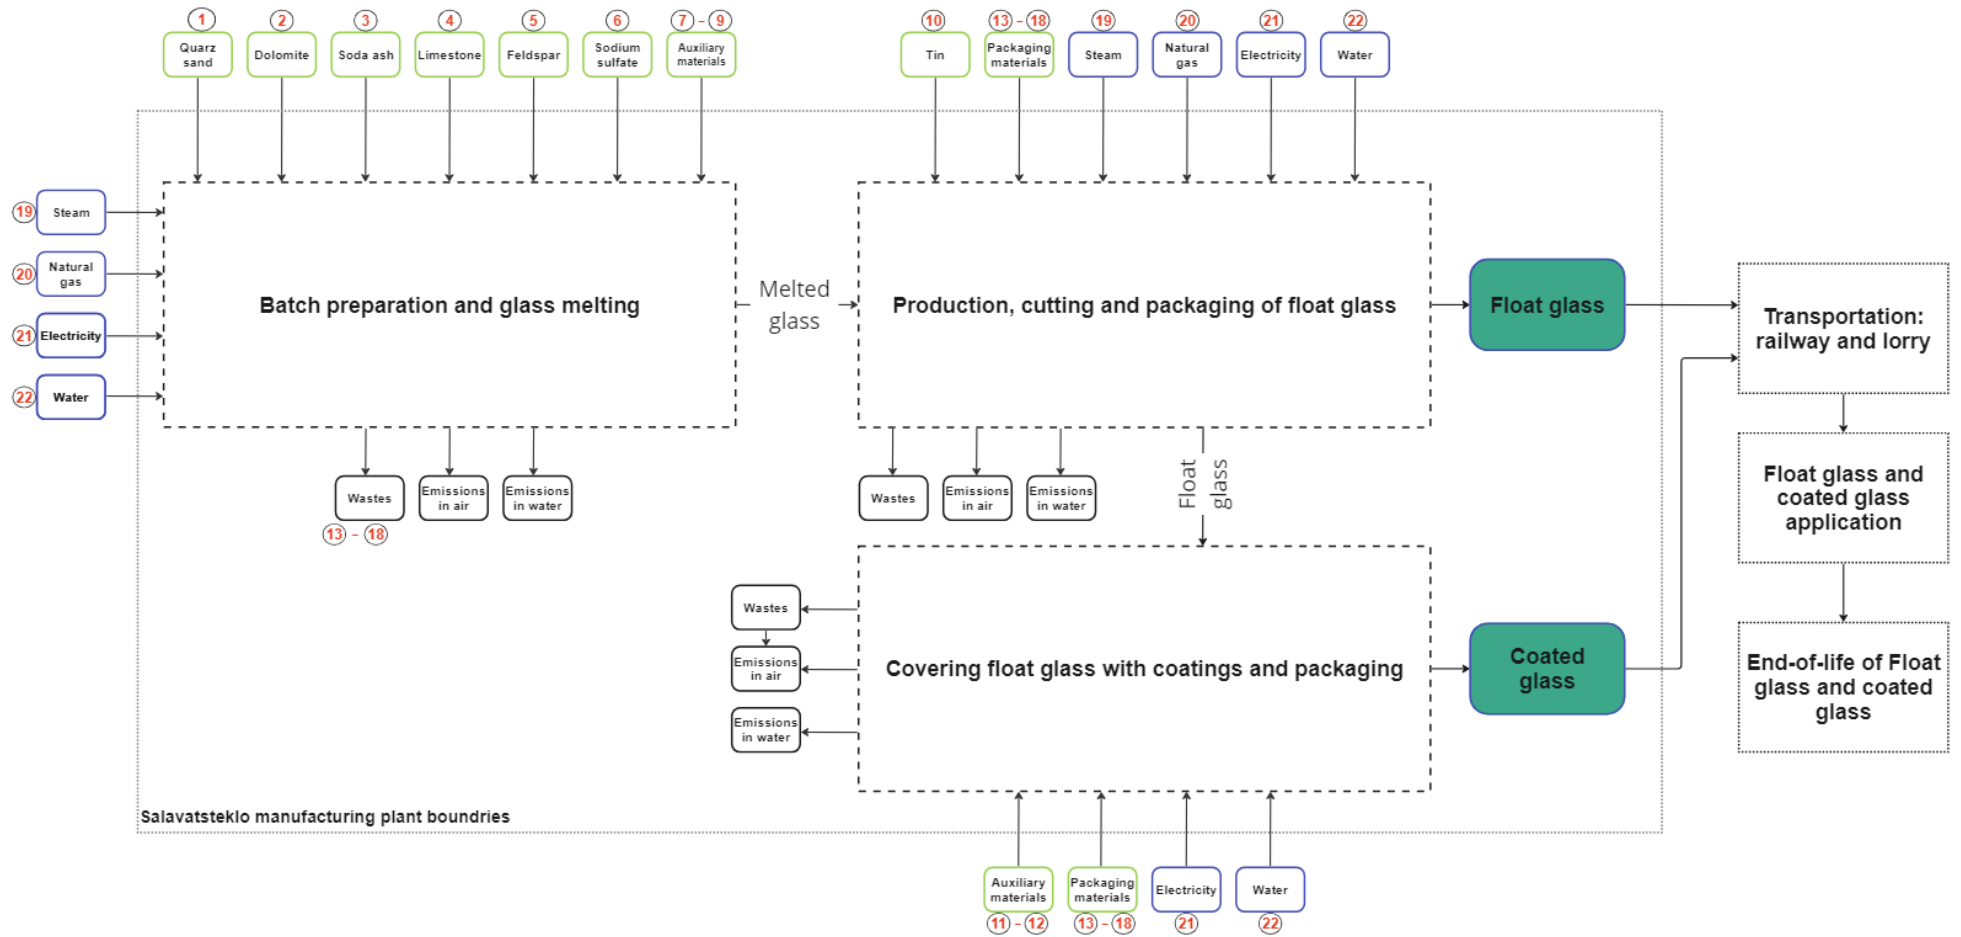 1 2 3 4 5 6 7 - 9 10 13 - 18 19 20 21 22
Quarz
sand
Dolomite
Soda ash
Limestone
Feldspar
Sodium
sulfate
Auxiliary
materials
Tin
Packaging
materials
Steam
Natural
gas
Electricity
Water
19 Steam
20 Natural
gas
21 Electricity
22 Water
Batch preparation and glass melting
Melted
glass
Production, cutting and packaging of float glass
Float glass
Transportation:
railway and lorry
Wastes
13 - 18
Emissions
in air
Emissions
in water
Wastes
Emissions
in air
Emissions
in water
Float
glass
Float glass and
coated glass
application
Wastes
Emissions
in air
Emissions
in water
Covering float glass with coatings and packaging
Coated
glass
End-of-life of Float
glass and coated
glass
Salavatsteklo manufacturing plant boundries
Auxiliary
materials
11 - 12
Packaging
materials
13 - 18
Electricity
21
Water
22